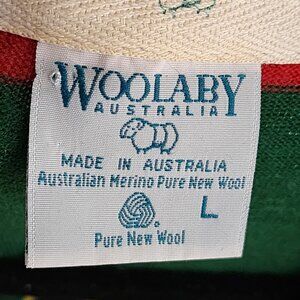 WOOLABY
AUSTRALIA
MADE IN AUSTRALIA
Australian Merino Pure New Wool
L
Pure New Wool